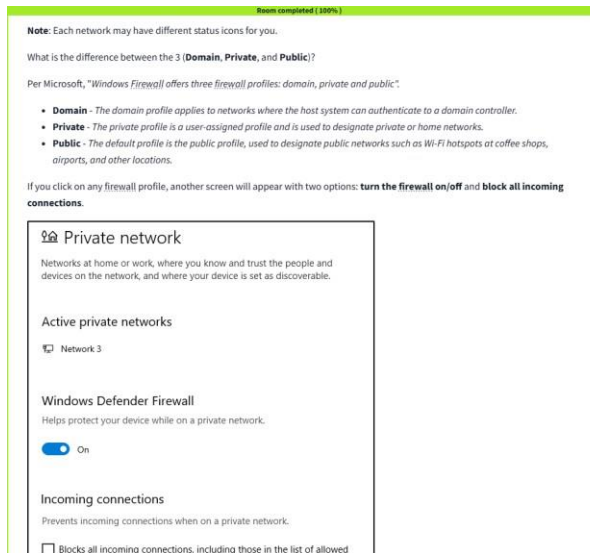 Room completed ( 100% )
Note: Each network may have different status icons for you.
What is the difference between the 3 (Domain, Private, and Public)?
Per Microsoft, "Windows Firewall offers three firewall profiles: domain, private and public".
• Domain - The domain profile applies to networks where the host system can authenticate to a domain controller.
• Private - The private profile is a user-assigned profile and is used to designate private or home networks.
• Public - The default profile is the public profile, used to designate public networks such as Wi-Fi hotspots at coffee shops,
airports, and other locations.
If you click on any firewall profile, another screen will appear with two options: turn the firewall on/off and block all incoming
connections.
Private network
Networks at home or work, where you know and trust the people and
devices on the network, and where your device is set as discoverable.
Active private networks
Network 3
Windows Defender Firewall
Helps protect your device while on a private network.
On
Incoming connections
Prevents incoming connections when on a private network.
Blocks all incoming connections, including those in the list of allowed